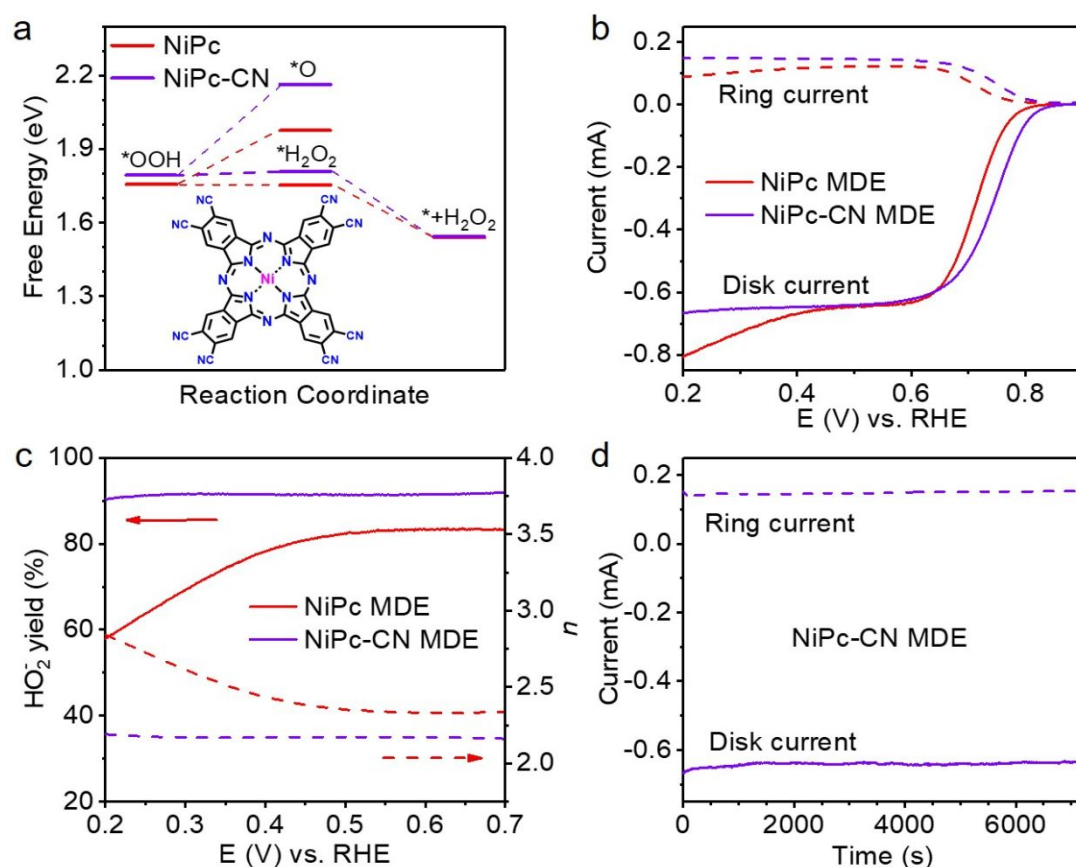 a
NiPc
NiPc-CN
*O
*OOH
*H₂O₂
*+H₂O₂
2.2
1.9
1.6
1.3
1.0
Free Energy (eV)
Reaction Coordinate
CN
CN
NC
CN
N
N
N
N
N
Ni
N
N
N
NC
CN
NC
CN
b
0.2
0.0
-0.2
-0.4
-0.6
-0.8
Current (mA)
Ring current
NiPc MDE
NiPc-CN MDE
Disk current
0.2 0.4 0.6 0.8
E (V) vs. RHE
c
100
80
60
40
20
HO₂⁻ yield (%)
NiPc MDE
NiPc-CN MDE
4.0
3.5
3.0
2.5
2.0
n
0.2 0.3 0.4 0.5 0.6 0.7
E (V) vs. RHE
d
0.2
0.0
-0.2
-0.4
-0.6
Current (mA)
Ring current
NiPc-CN MDE
Disk current
0 2000 4000 6000
Time (s)